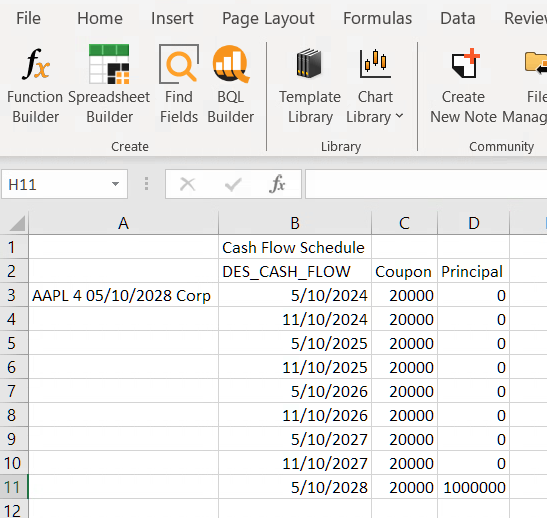 File Home Insert Page Layout Formulas Data Review
Function Builder Spreadsheet Builder Find Fields BQL Builder Template Library Chart Library Create New Note File Manag
Create Library Community
H11 fx
A B C D
1 Cash Flow Schedule
2 DES_CASH_FLOW Coupon Principal
3 AAPL 4 05/10/2028 Corp 5/10/2024 20000 0
4 11/10/2024 20000 0
5 5/10/2025 20000 0
6 11/10/2025 20000 0
7 5/10/2026 20000 0
8 11/10/2026 20000 0
9 5/10/2027 20000 0
10 11/10/2027 20000 0
11 5/10/2028 20000 1000000
12